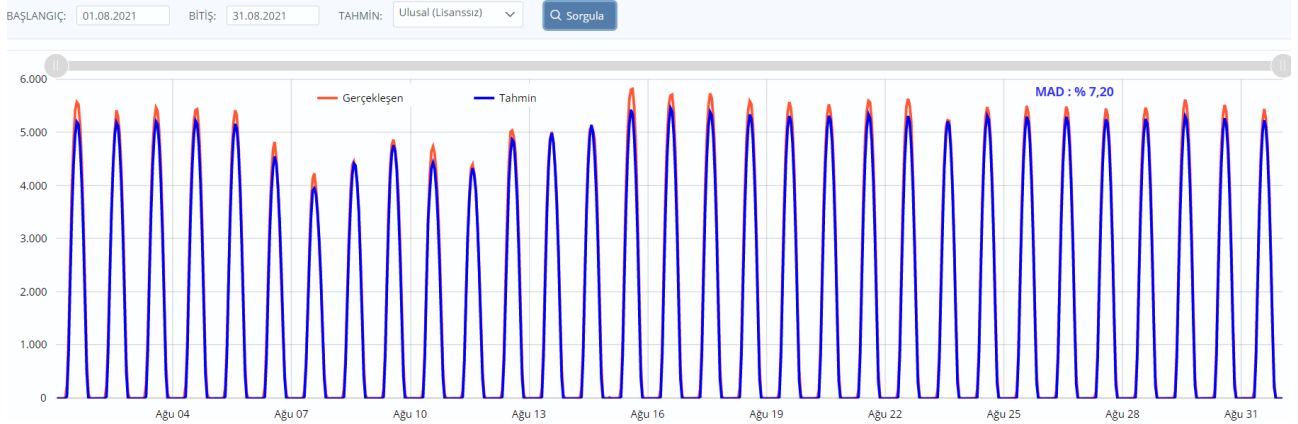 BAŞLANGIÇ: 01.08.2021 BİTİŞ: 31.08.2021 TAHMİN: Ulusal (Lisanssız) Sorgula
6.000
Gerçekleşen Tahmin MAD : % 7,20
5.000
4.000
3.000
2.000
1.000
0
Ağu 04 Ağu 07 Ağu 10 Ağu 13 Ağu 16 Ağu 19 Ağu 22 Ağu 25 Ağu 28 Ağu 31